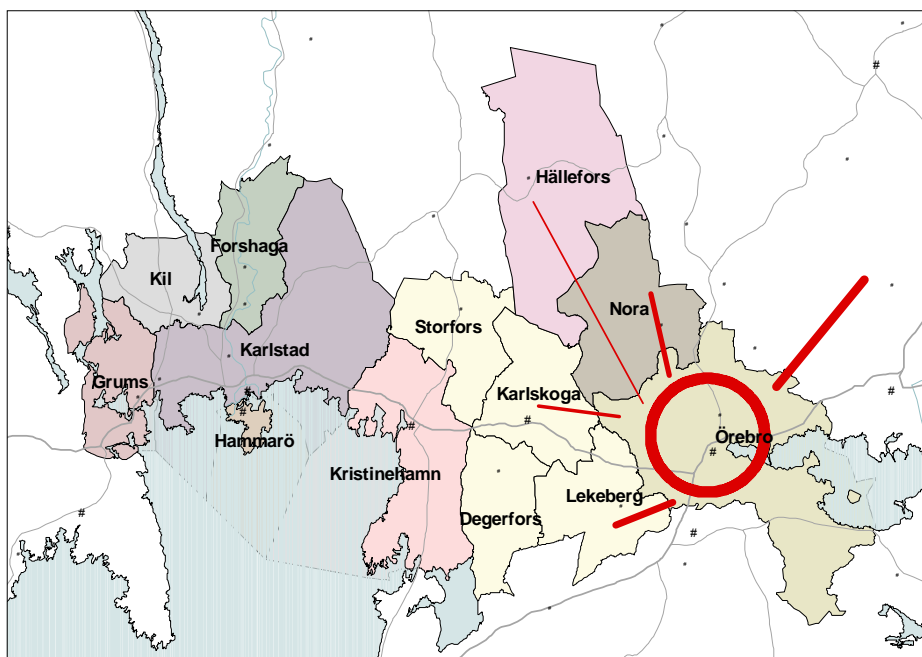 Hällefors
Forshaga
Kil
Nora
Storfors
Karlstad
Grums
Karlskoga
Hammarö
Örebro
Kristinehamn
Lekeberg
Degerfors